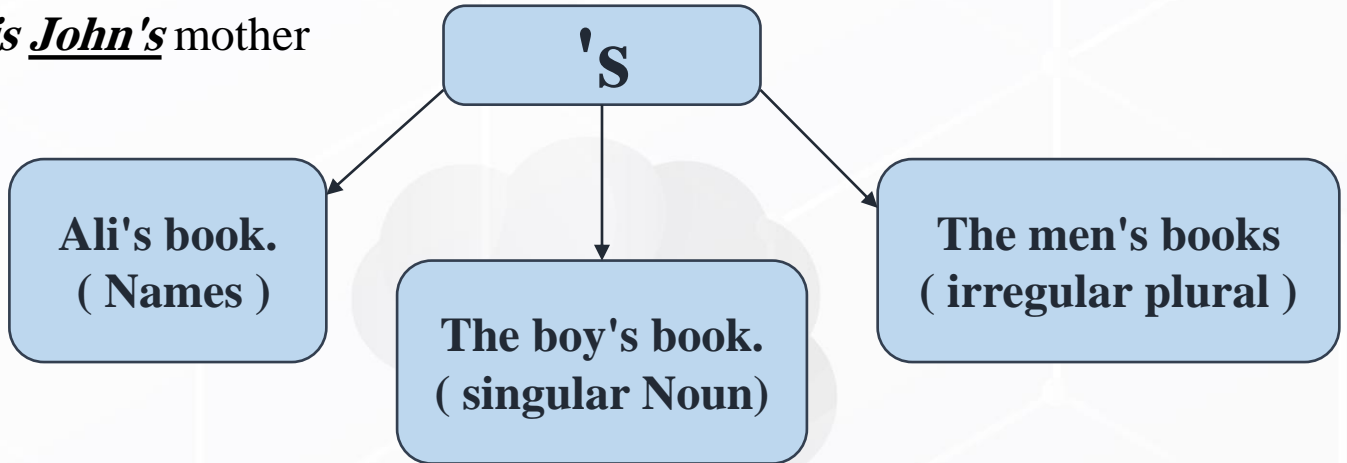 is John's mother
's
Ali's book.
( Names )
The boy's book.
( singular Noun)
The men's books
( irregular plural )